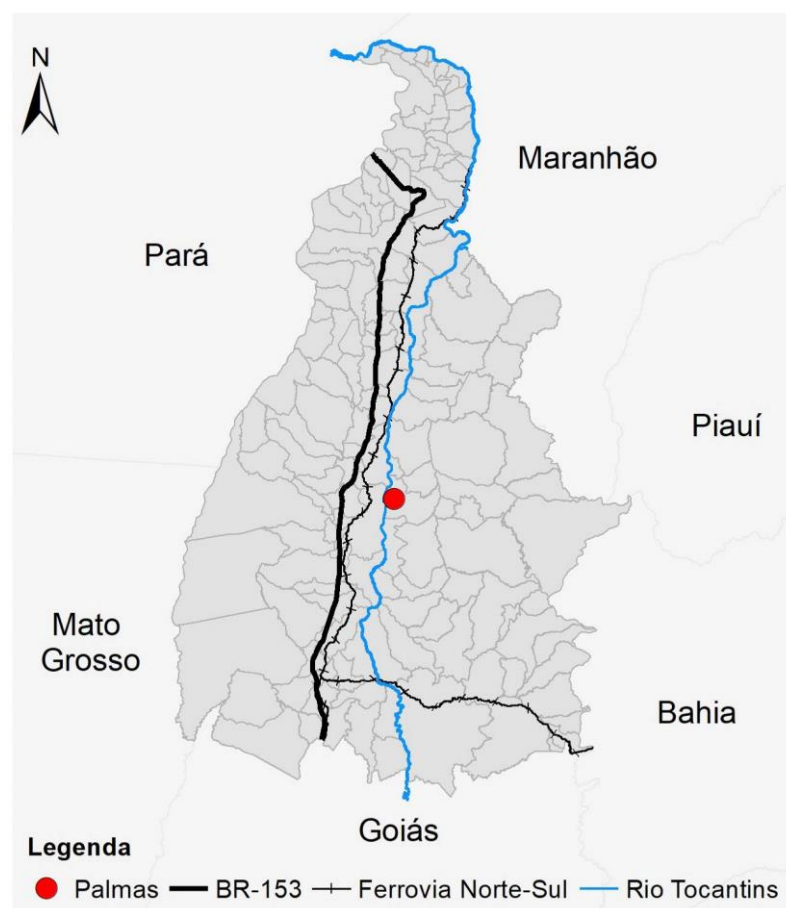 N
Maranhão
Pará
Piauí
Mato
Grosso
Bahia
Goiás
Legenda
Palmas BR-153 Ferrovia Norte-Sul Rio Tocantins